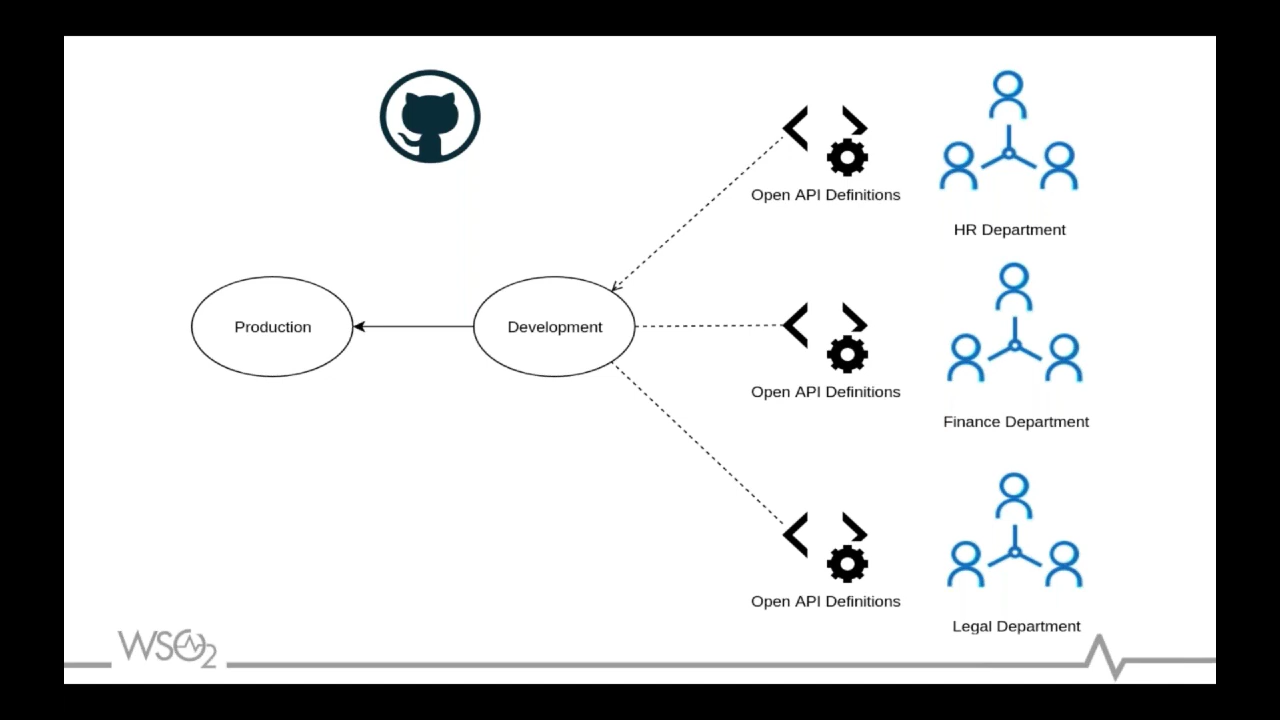 Open API Definitions
HR Department
Production
Development
Open API Definitions
Finance Department
Open API Definitions
Legal Department
WSO2